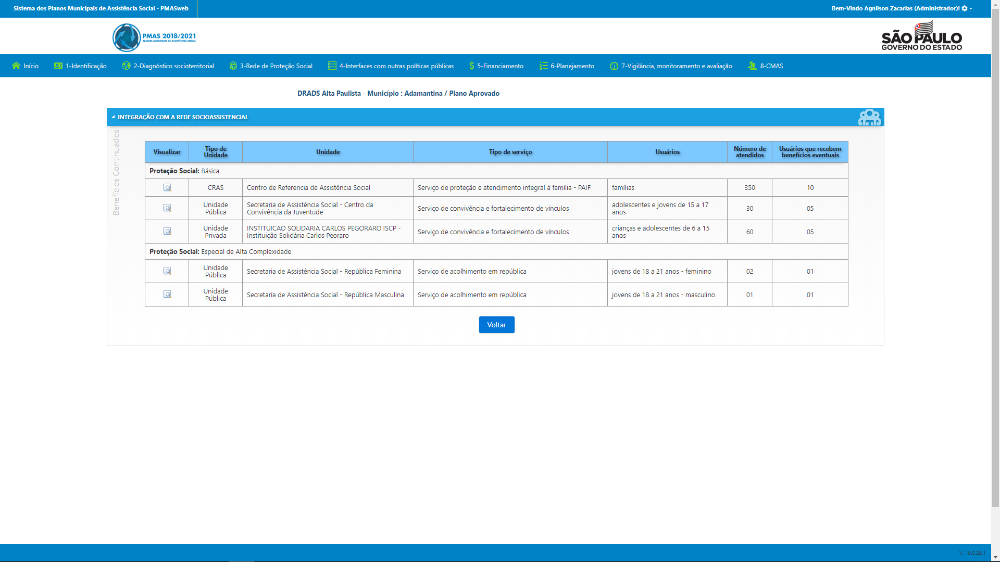 Sistema dos Planos Municipais de Assistência Social - PMASweb
Bem-Vindo Agnilson Zacarias (Administrador)!
PMAS 2018/2021
PLANOS MUNICIPAIS DE ASSISTÊNCIA SOCIAL
SÃO PAULO
GOVERNO DO ESTADO
Início
1-Identificação
2-Diagnóstico socioterritorial
3-Rede de Proteção Social
4-Interfaces com outras políticas públicas
5-Financiamento
6-Planejamento
7-Vigilância, monitoramento e avaliação
8-CMAS
DRADS Alta Paulista - Município : Adamantina / Plano Aprovado
INTEGRAÇÃO COM A REDE SOCIOASSISTENCIAL
Benefícios Continuados
Visualizar
Tipo de
Unidade
Unidade
Tipo de serviço
Usuários
Número de
atendidos
Usuários que recebem
benefícios eventuais
Proteção Social: Básica
CRAS
Centro de Referencia de Assistência Social
Serviço de proteção e atendimento integral à família - PAIF
famílias
350
10
Unidade
Pública
Secretaria de Assistência Social - Centro da
Convivência da Juventude
Serviço de convivência e fortalecimento de vínculos
adolescentes e jovens de 15 a 17
anos
30
05
Unidade
Privada
INSTITUICAO SOLIDARIA CARLOS PEGORARO ISCP -
Instituição Solidária Carlos Peoraro
Serviço de convivência e fortalecimento de vínculos
crianças e adolescentes de 6 a 15
anos
60
05
Proteção Social: Especial de Alta Complexidade
Unidade
Pública
Secretaria de Assistência Social - República Feminina
Serviço de acolhimento em república
jovens de 18 a 21 anos - feminino
02
01
Unidade
Pública
Secretaria de Assistência Social - República Masculina
Serviço de acolhimento em república
jovens de 18 a 21 anos - masculino
01
01
Voltar
V. 19.8.29.1